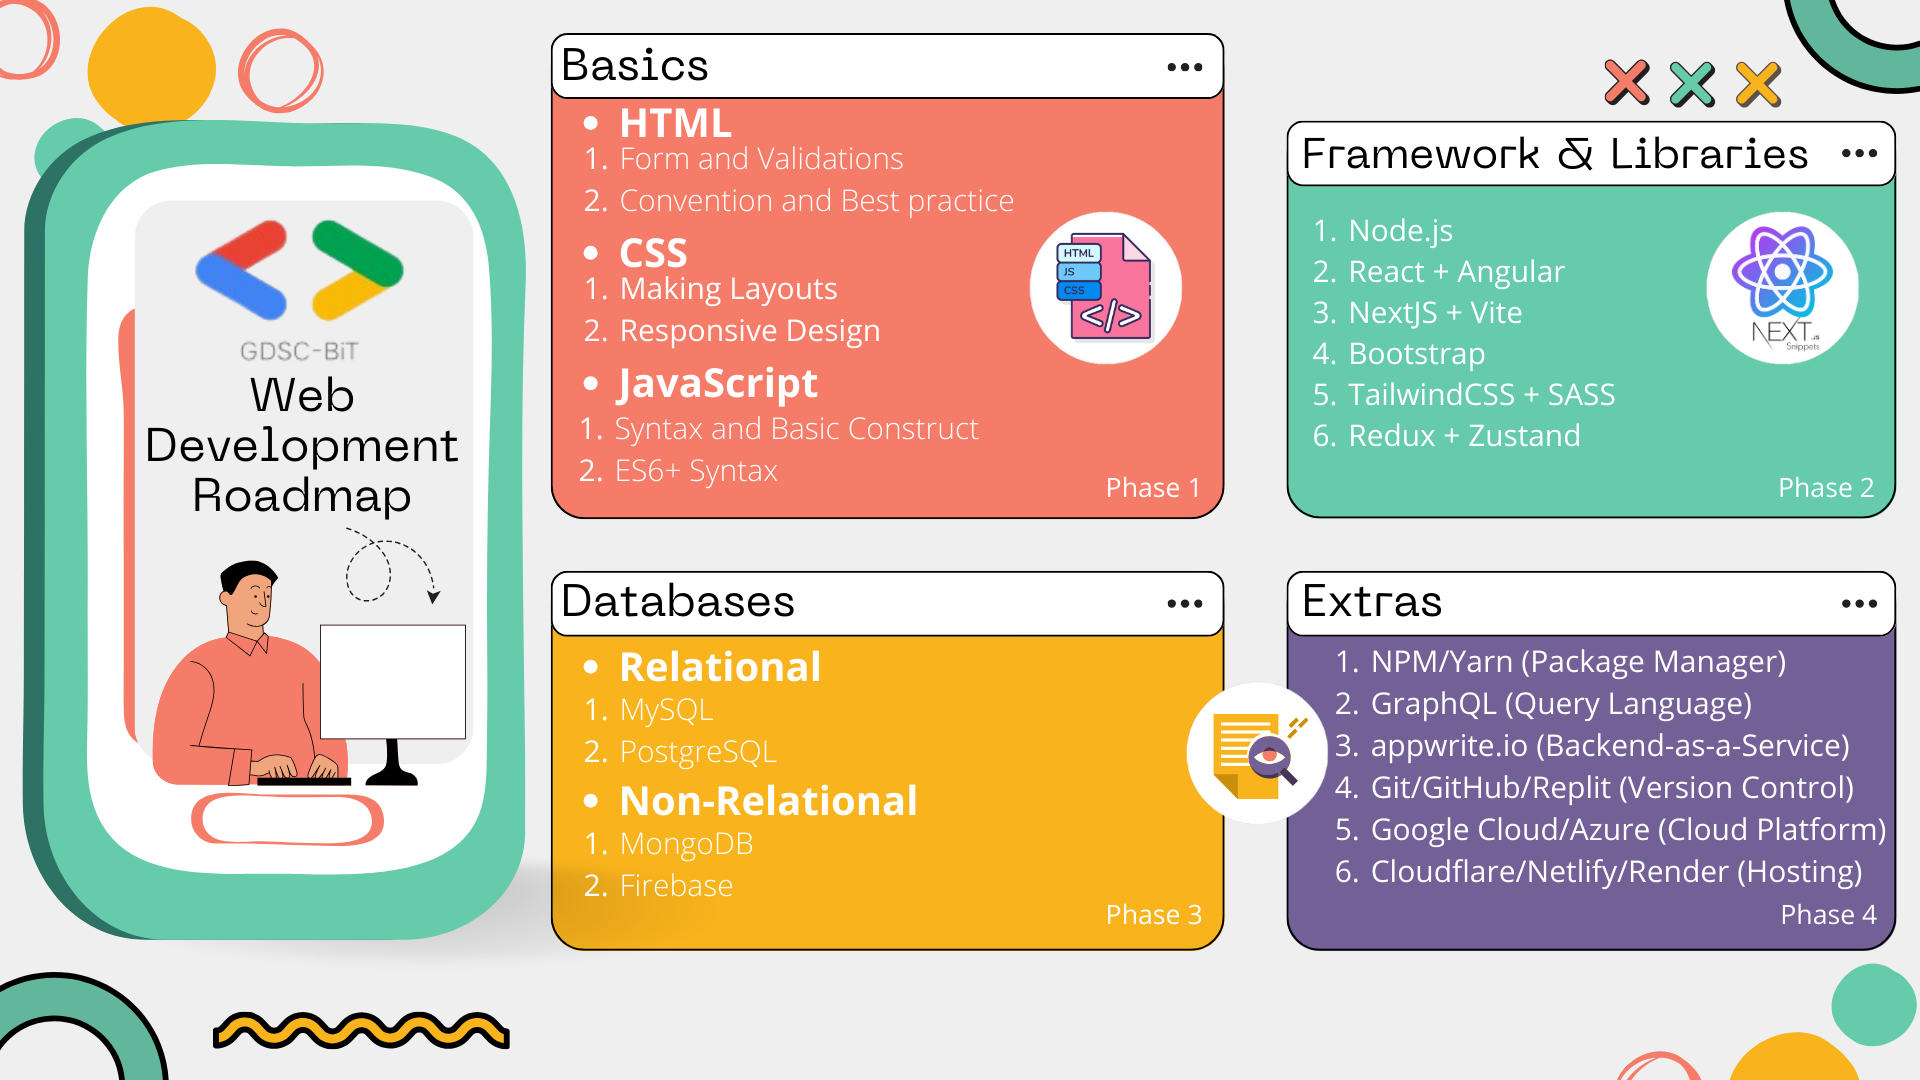 GDSC-BiT
Web
Development
Roadmap
Basics
• HTML
1. Form and Validations
2. Convention and Best practice
• CSS
1. Making Layouts
2. Responsive Design
• JavaScript
1. Syntax and Basic Construct
2. ES6+ Syntax
HTML
JS
CSS
</>
Phase 1
Framework & Libraries
1. Node.js
2. React + Angular
3. NextJS + Vite
4. Bootstrap
5. TailwindCSS + SASS
6. Redux + Zustand
NEXT.JS
Snippets
Phase 2
Databases
• Relational
1. MySQL
2. PostgreSQL
• Non-Relational
1. MongoDB
2. Firebase
Phase 3
Extras
1. NPM/Yarn (Package Manager)
2. GraphQL (Query Language)
3. appwrite.io (Backend-as-a-Service)
4. Git/GitHub/Replit (Version Control)
5. Google Cloud/Azure (Cloud Platform)
6. Cloudflare/Netlify/Render (Hosting)
Phase 4